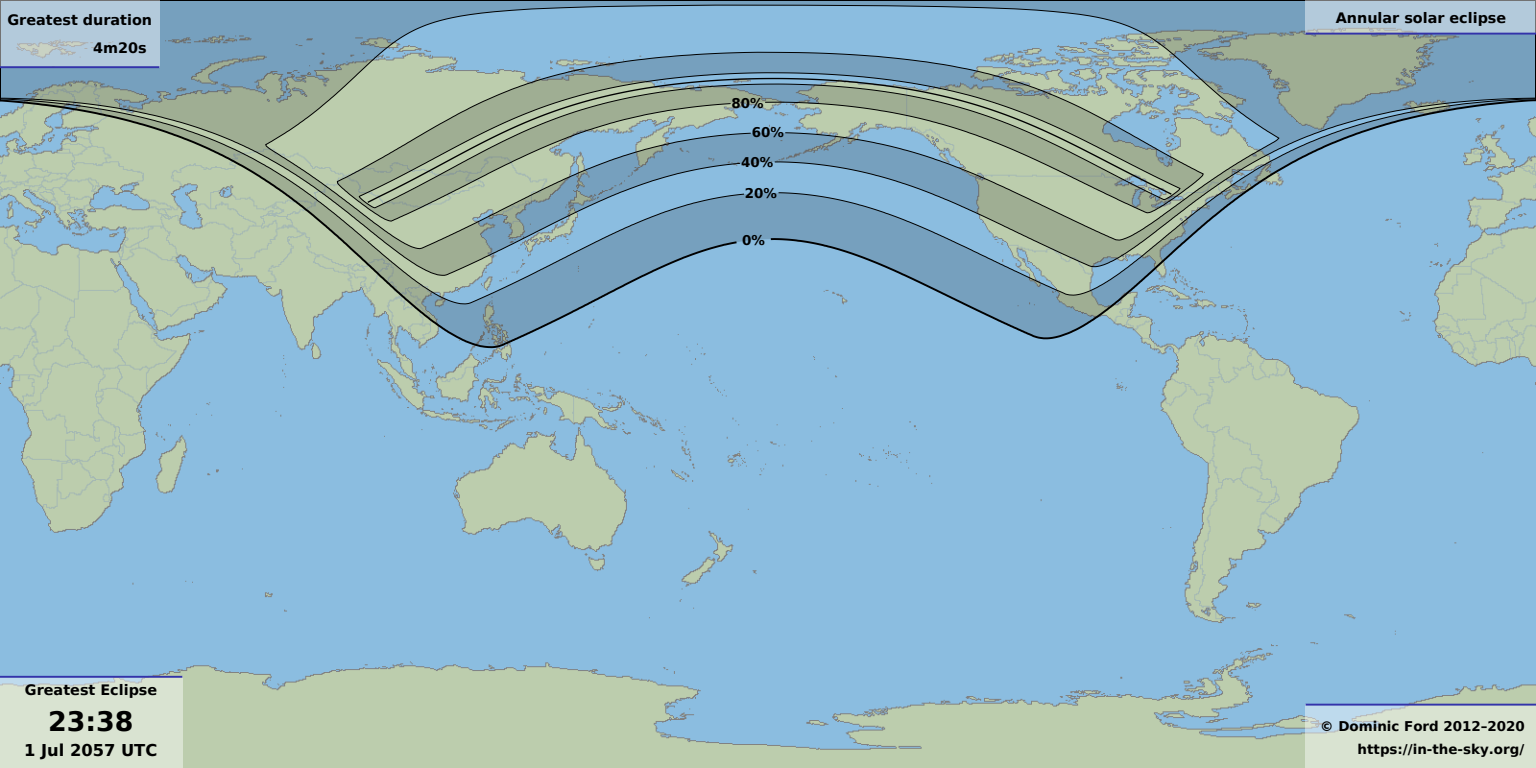 Greatest duration
4m20s
Annular solar eclipse
80%
60%
40%
20%
0%
Greatest Eclipse
23:38
1 Jul 2057 UTC
© Dominic Ford 2012–2020
https://in-the-sky.org/